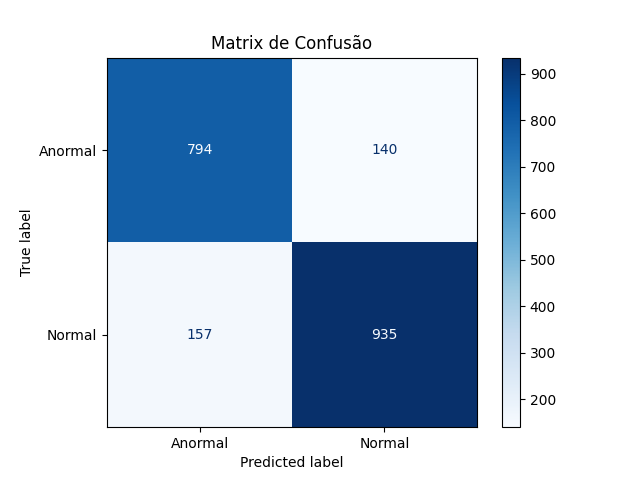 Matrix de Confusão
True label
Anormal
794
140
Normal
157
935
Anormal
Normal
Predicted label
900
800
700
600
500
400
300
200